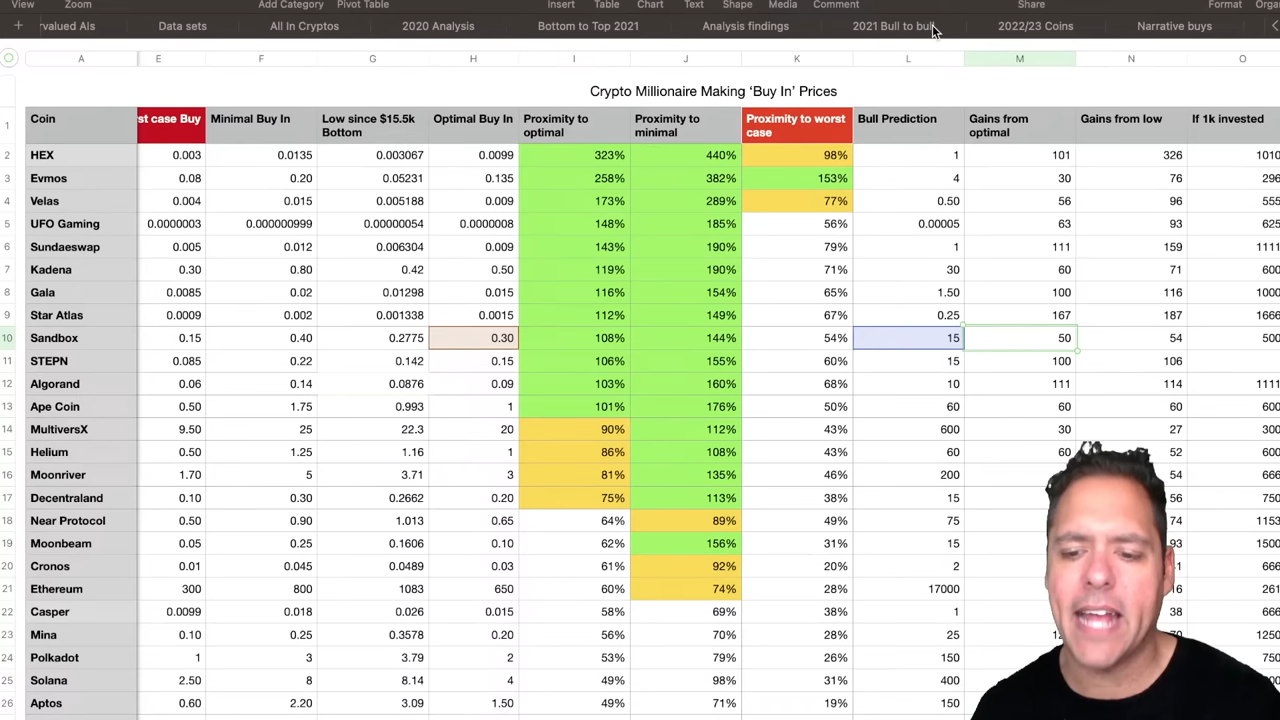 View Zoom Add Category Pivot Table Insert Table Chart Text Shape Media Comment Share Format
rvalued AIs Data sets All In Cryptos 2020 Analysis Bottom to Top 2021 Analysis findings 2021 Bull to bull 2022/23 Coins Narrative buys
A E F G H I J K L M N O
Crypto Millionaire Making ‘Buy In’ Prices
1 Coin st case Buy Minimal Buy In Low since $15.5k Bottom Optimal Buy In Proximity to optimal Proximity to minimal Proximity to worst case Bull Prediction Gains from optimal Gains from low If 1k invested
2 HEX 0.003 0.0135 0.003067 0.0099 323% 440% 98% 1 101 326 1010
3 Evmos 0.08 0.20 0.05231 0.135 258% 382% 153% 4 30 76 296
4 Velas 0.004 0.015 0.005188 0.009 173% 289% 77% 0.50 56 96 555
5 UFO Gaming 0.0000003 0.000000999 0.00000054 0.0000008 148% 185% 56% 0.00005 63 93 625
6 Sundaeswap 0.005 0.012 0.006304 0.009 143% 190% 79% 1 111 159 1111
7 Kadena 0.30 0.80 0.42 0.50 119% 190% 71% 30 60 71 600
8 Gala 0.0085 0.02 0.01298 0.015 116% 154% 65% 1.50 100 116 1000
9 Star Atlas 0.0009 0.002 0.001338 0.0015 112% 149% 67% 0.25 167 187 1666
10 Sandbox 0.15 0.40 0.2775 0.30 108% 144% 54% 15 50 54 500
11 STEPN 0.085 0.22 0.142 0.15 106% 155% 60% 15 100 106
12 Algorand 0.06 0.14 0.0876 0.09 103% 160% 68% 10 111 114 1111
13 Ape Coin 0.50 1.75 0.993 1 101% 176% 50% 60 60 60 600
14 MultiversX 9.50 25 22.3 20 90% 112% 43% 600 30 27 300
15 Helium 0.50 1.25 1.16 1 86% 108% 43% 60 60 52 600
16 Moonriver 1.70 5 3.71 3 81% 135% 46% 200 54 666
17 Decentraland 0.10 0.30 0.2662 0.20 75% 113% 38% 15 56 750
18 Near Protocol 0.50 0.90 1.013 0.65 64% 89% 49% 75 74 1153
19 Moonbeam 0.05 0.25 0.1606 0.10 62% 156% 31% 15 93 1500
20 Cronos 0.01 0.045 0.0489 0.03 61% 92% 20% 2 666
21 Ethereum 300 800 1083 650 60% 74% 28% 17000 16 261
22 Casper 0.0099 0.018 0.026 0.015 58% 69% 38% 1 38 666
23 Mina 0.10 0.25 0.3578 0.20 56% 70% 28% 25 1250
24 Polkadot 1 3 3.79 2 53% 79% 26% 150 750
25 Solana 2.50 8 8.14 4 49% 98% 31% 400
26 Aptos 0.60 2.20 3.09 1.50 49% 71% 19% 150